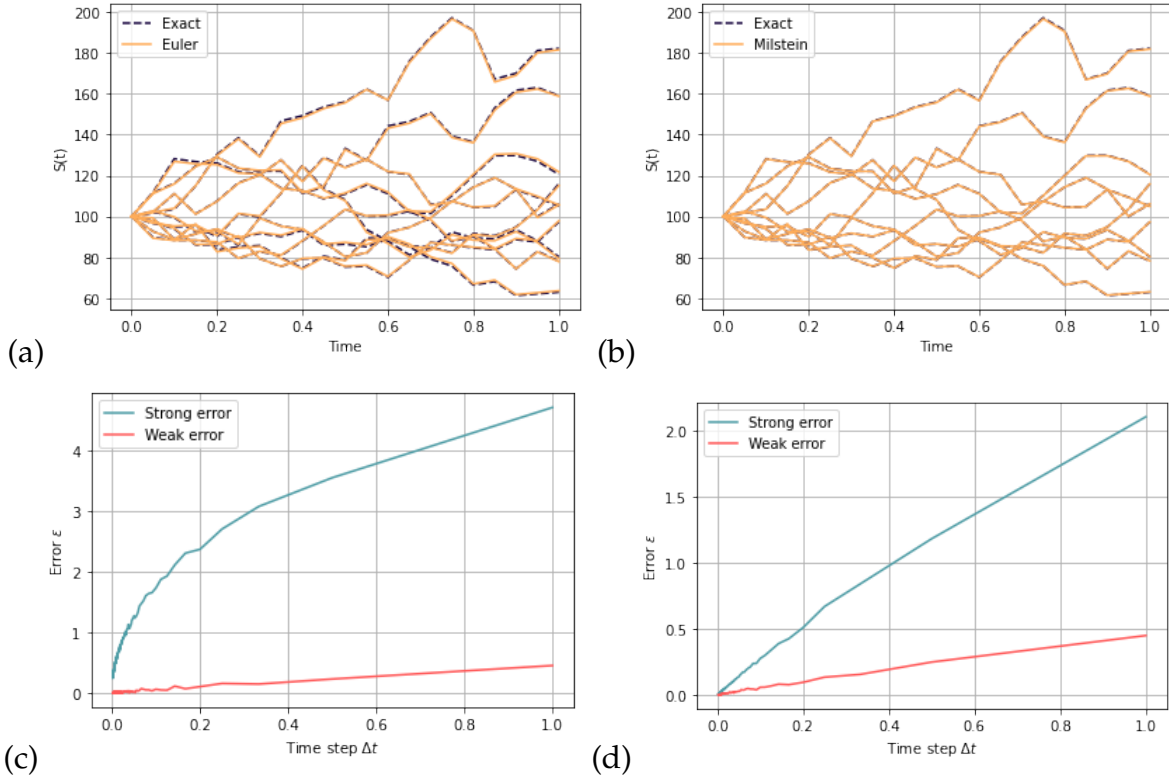 200
180
160
140
120
100
80
60
S(t)
Exact
Euler
0.0 0.2 0.4 0.6 0.8 1.0
Time
(a)
200
180
160
140
120
100
80
60
S(t)
Exact
Milstein
0.0 0.2 0.4 0.6 0.8 1.0
Time
(b)
4
3
2
1
0
Error ε
Strong error
Weak error
0.0 0.2 0.4 0.6 0.8 1.0
Time step Δt
(c)
2.0
1.5
1.0
0.5
0.0
Error ε
Strong error
Weak error
0.0 0.2 0.4 0.6 0.8 1.0
Time step Δt
(d)